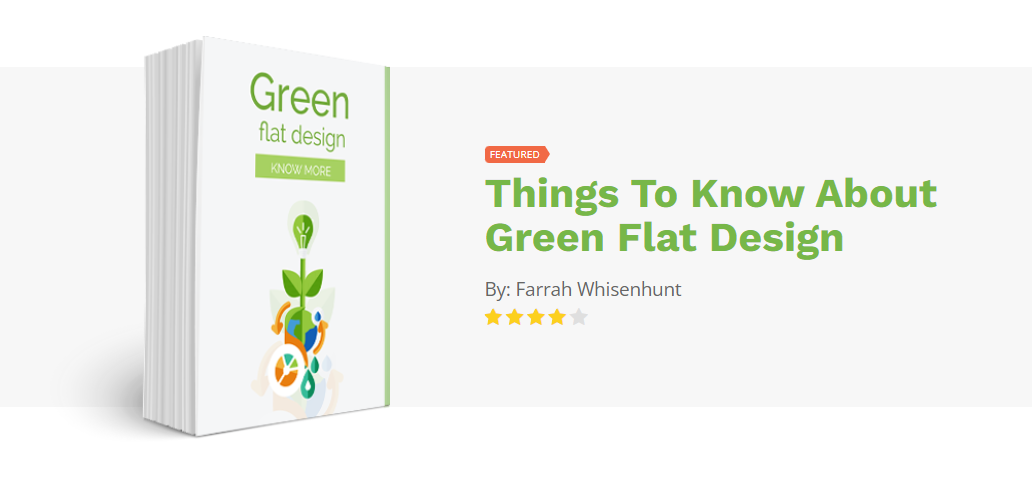 Green
flat design
KNOW MORE
FEATURED
Things To Know About
Green Flat Design
By: Farrah Whisenhunt